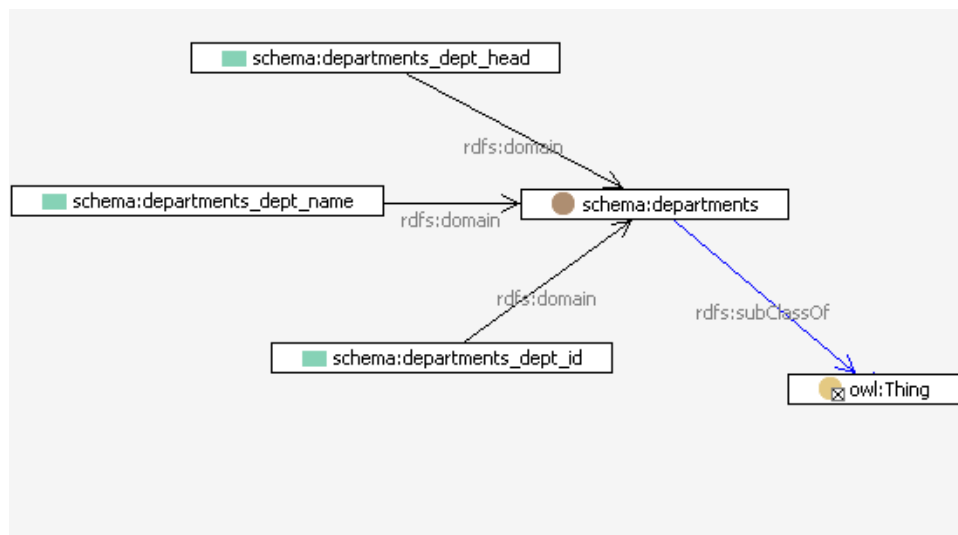 schema:departments_dept_head
rdfs:domain
schema:departments_dept_name
rdfs:domain
schema:departments
rdfs:domain
rdfs:subClassOf
schema:departments_dept_id
owl:Thing